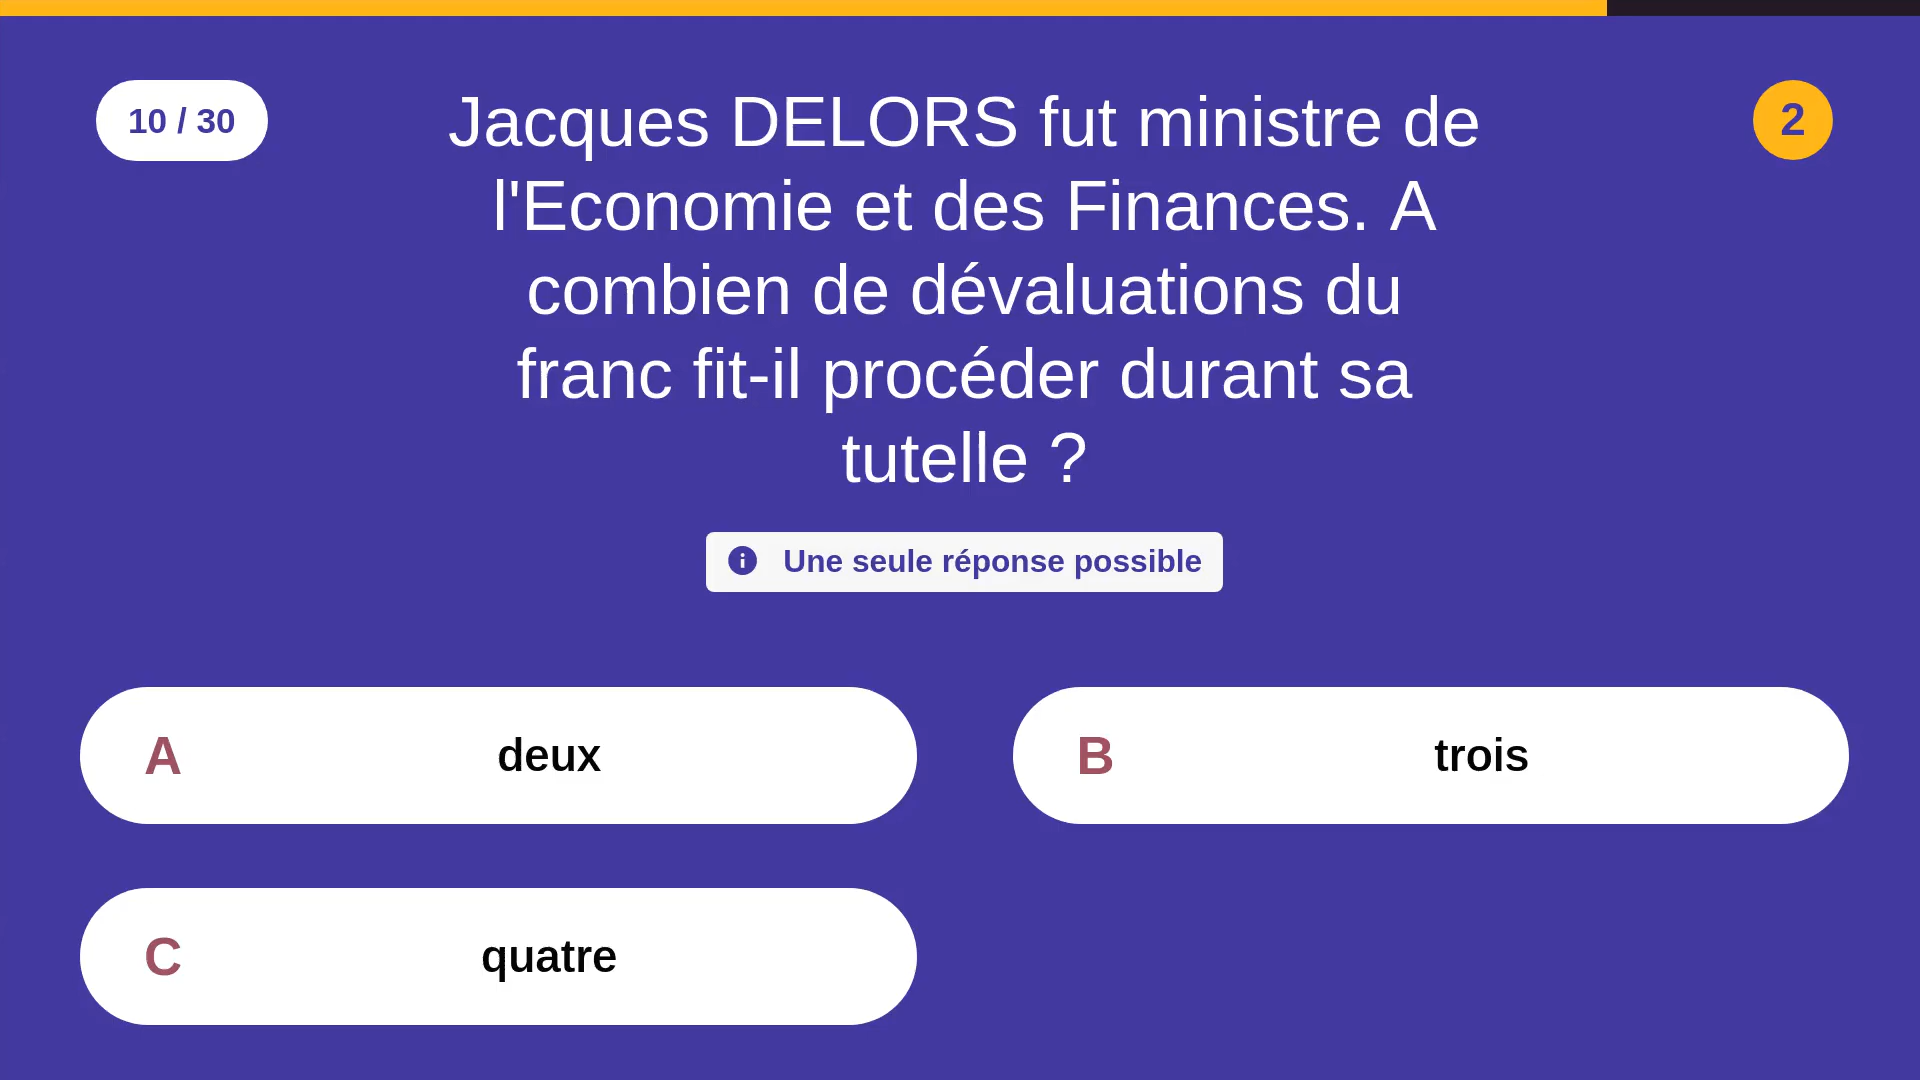 10 / 30
Jacques DELORS fut ministre de
l'Economie et des Finances. A
combien de dévaluations du
franc fit-il procéder durant sa
tutelle ?
2
Une seule réponse possible
A deux
B trois
C quatre